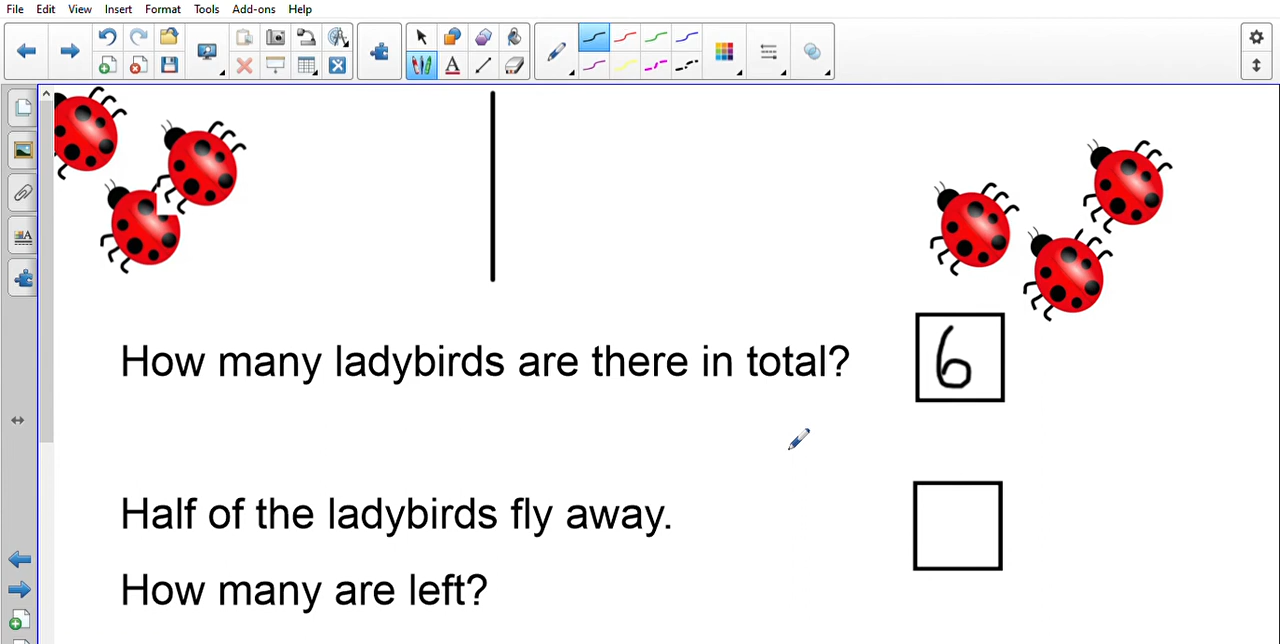 File Edit View Insert Format Tools Add-ons Help
How many ladybirds are there in total? 6
Half of the ladybirds fly away.
How many are left?